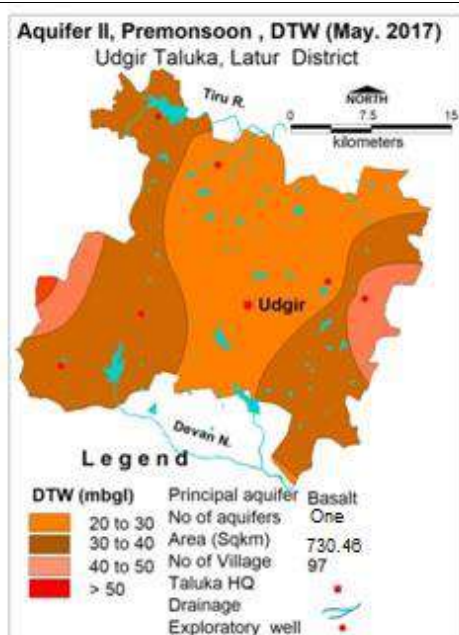 Aquifer II, Premonsoon , DTW (May. 2017)
Udgir Taluka, Latur District
Tiru R.
NORTH
0 7.5 15
kilometers
Udgir
Devan N.
Legend
DTW (mbgl)
20 to 30
30 to 40
40 to 50
> 50
Principal aquifer Basalt
No of aquifers One
Area (Sqkm) 730.46
No of Village 97
Taluka HQ
Drainage
Exploratory well